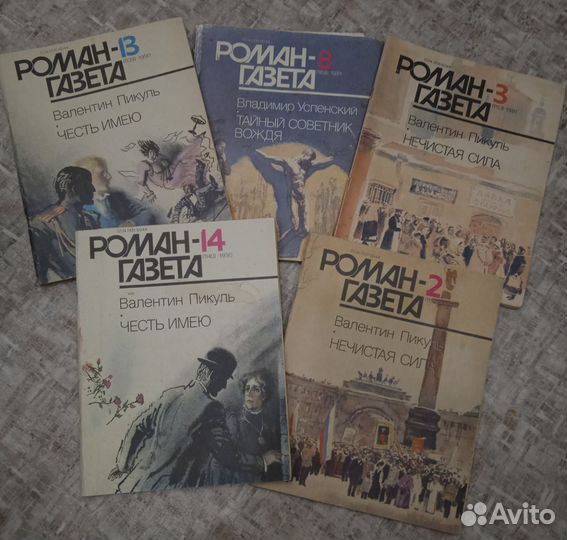 РОМАН-13
ГАЗЕТА
Валентин Пикуль
• ЧЕСТЬ ИМЕЮ
РОМАН-8
ГАЗЕТА
Владимир Успенский
• ТАЙНЫЙ СОВЕТНИК
ВОЖДЯ
РОМАН-3
ГАЗЕТА
Валентин Пикуль
• НЕЧИСТАЯ СИЛА
РОМАН-14
ГАЗЕТА
Валентин Пикуль
• ЧЕСТЬ ИМЕЮ
РОМАН-2
ГАЗЕТА
Валентин Пикуль
• НЕЧИСТАЯ СИЛА
Avito